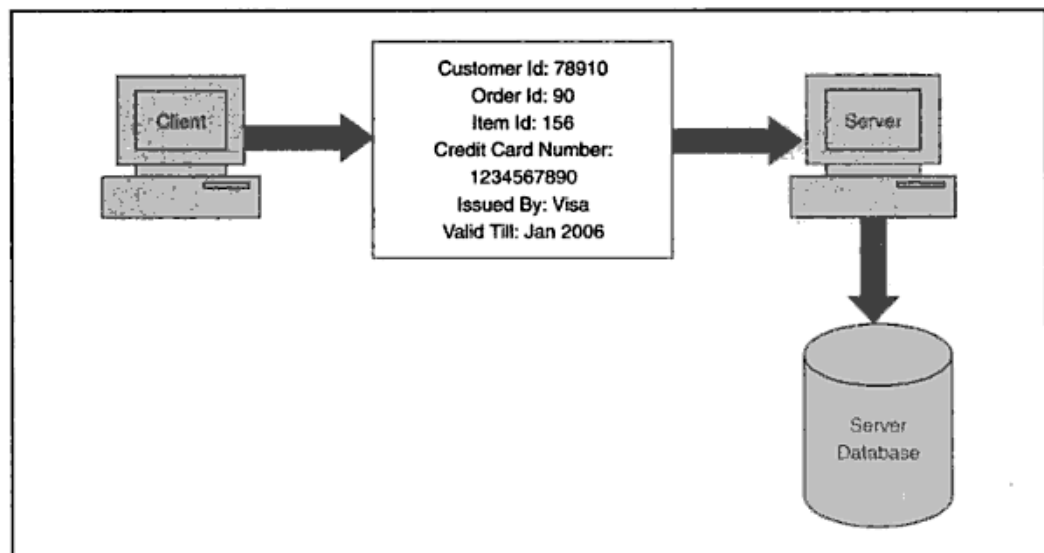 Client
Customer Id: 78910
Order Id: 90
Item Id: 156
Credit Card Number:
1234567890
Issued By: Visa
Valid Till: Jan 2006
Server
Server
Database